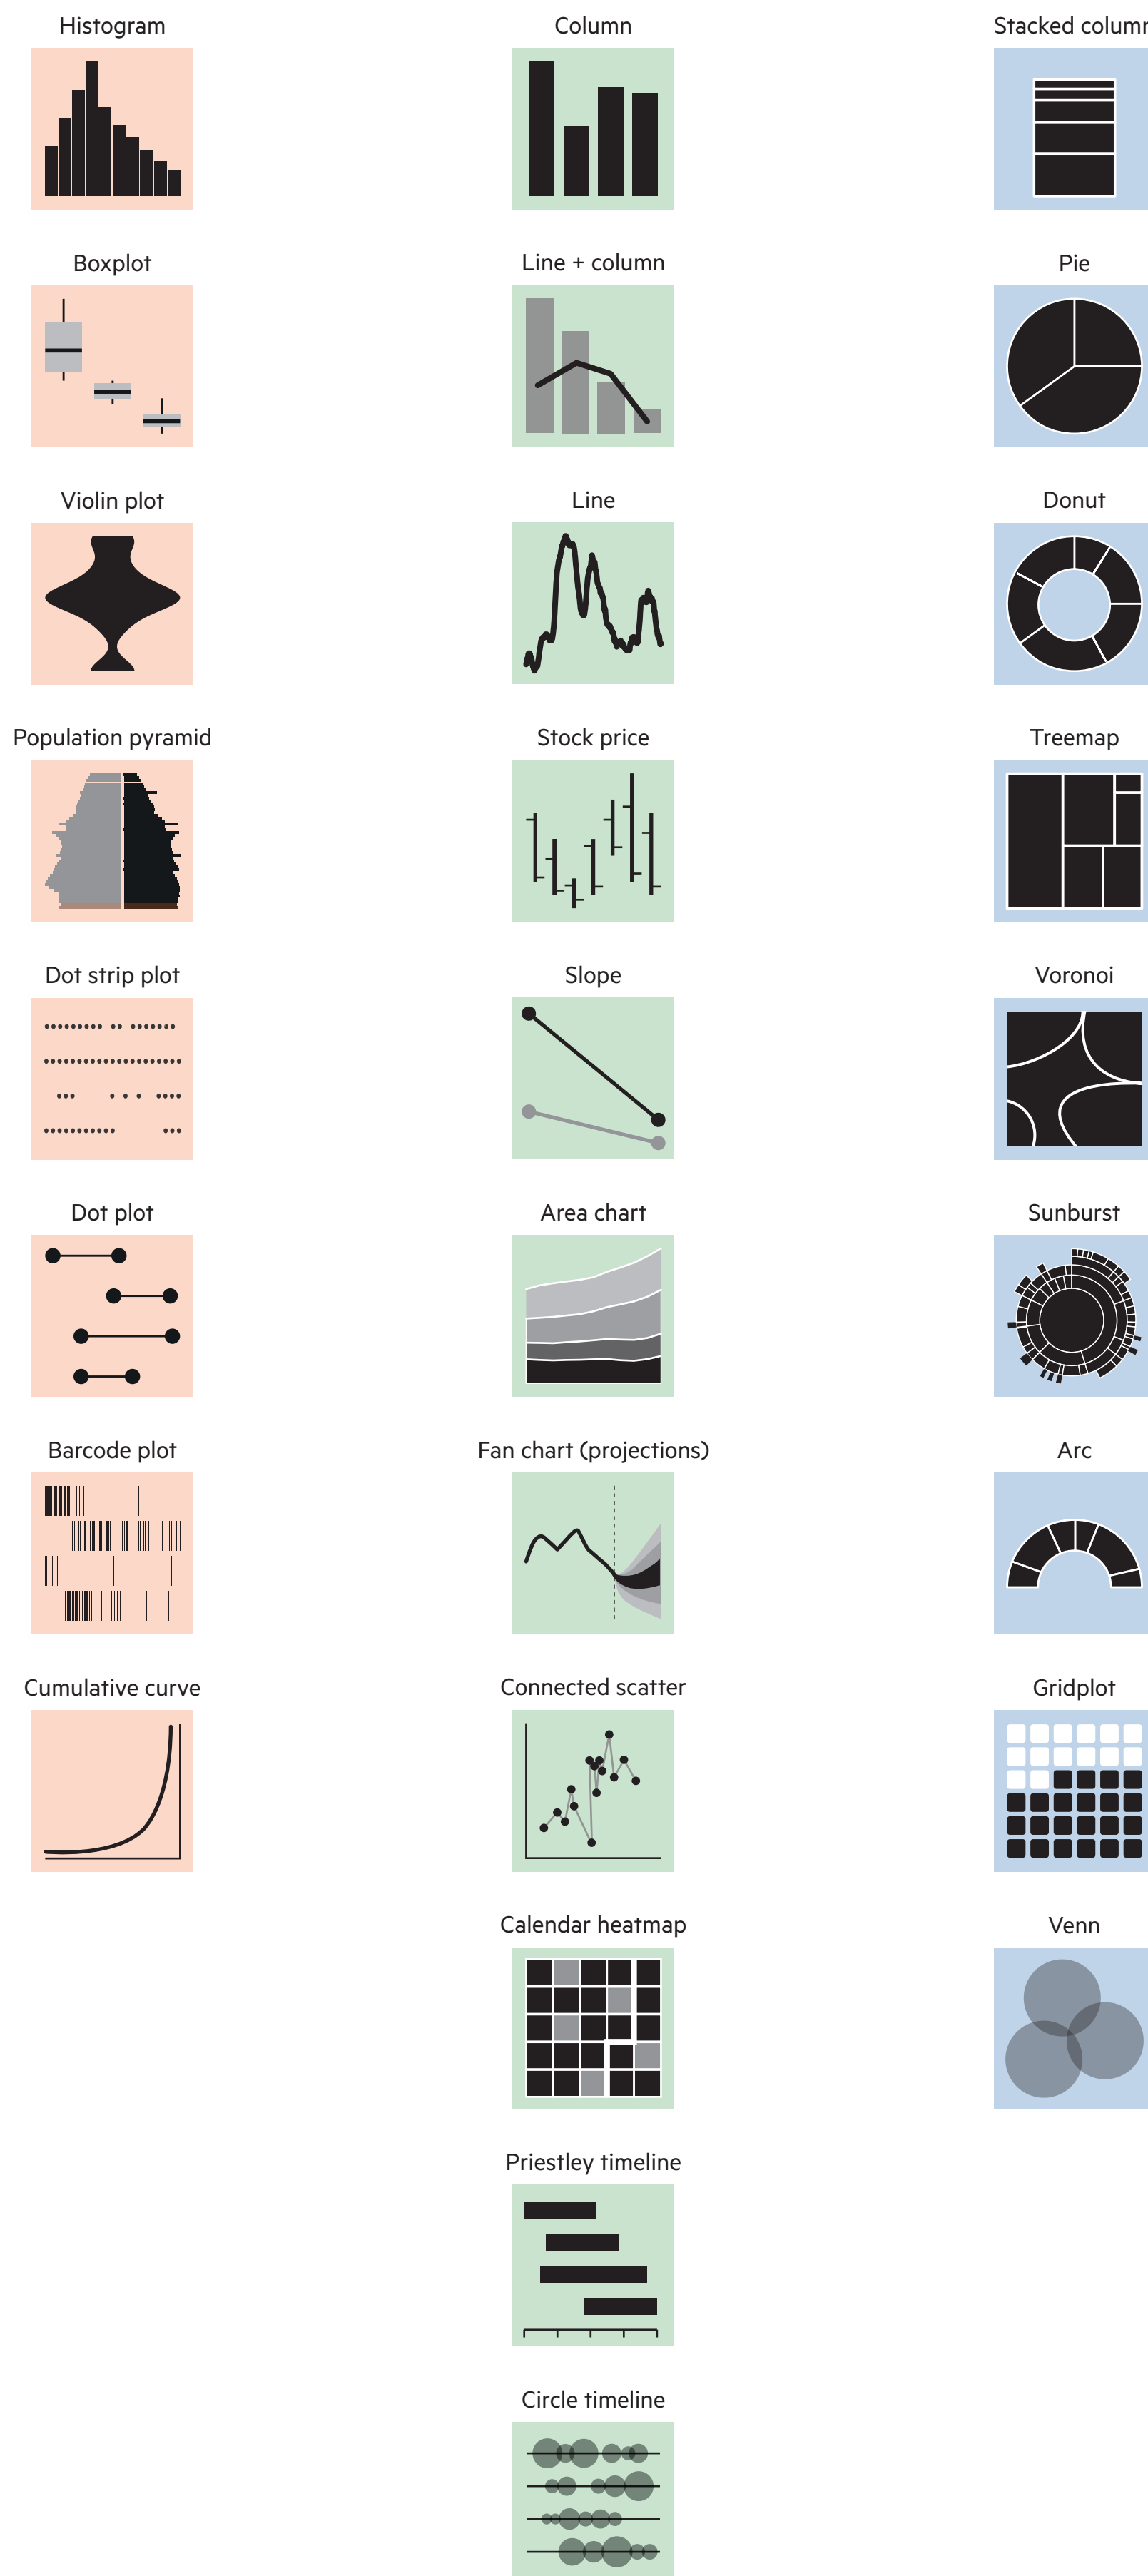 Histogram
Column
Stacked column
Boxplot
Line + column
Pie
Violin plot
Line
Donut
Population pyramid
Stock price
Treemap
Dot strip plot
Slope
Voronoi
Dot plot
Area chart
Sunburst
Barcode plot
Fan chart (projections)
Arc
Cumulative curve
Connected scatter
Gridplot
Calendar heatmap
Venn
Priestley timeline
Circle timeline